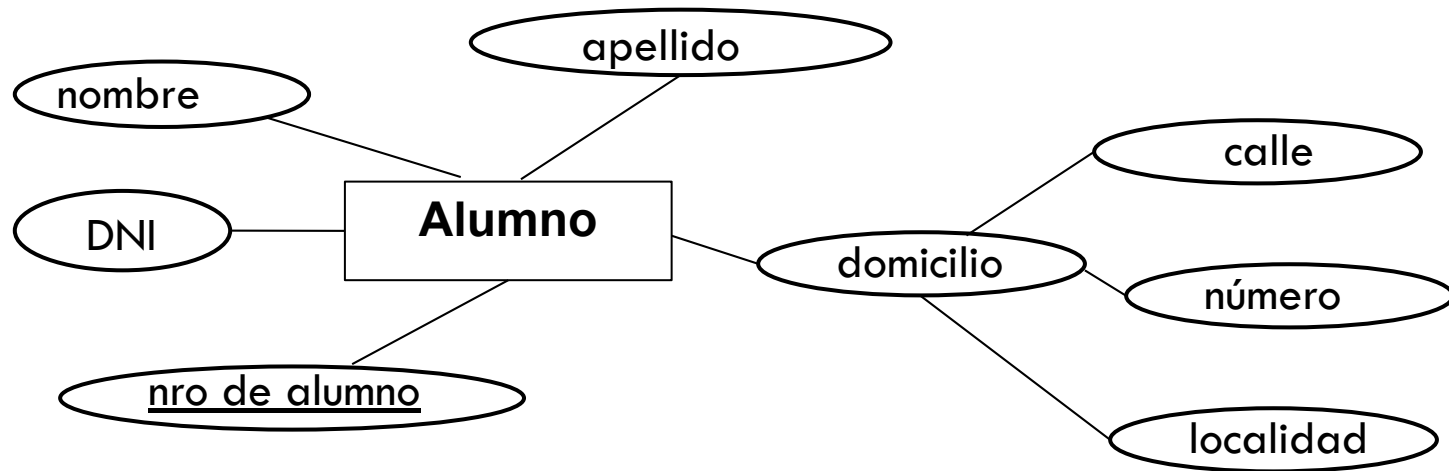 apellido
nombre
calle
Alumno
DNI
domicilio
número
nro de alumno
localidad